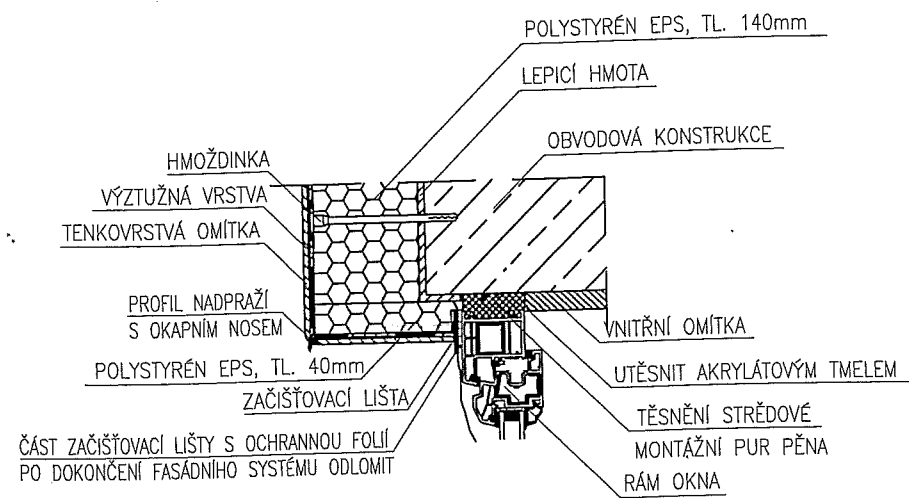 POLYSTYRÉN EPS, TL. 140mm
LEPICÍ HMOTA
OBVODOVÁ KONSTRUKCE
HMOŽDINKA
VÝZTUŽNÁ VRSTVA
TENKOVRSTVÁ OMÍTKA
PROFIL NADPRAŽÍ
S OKAPNÍM NOSEM
POLYSTYRÉN EPS, TL. 40mm
ZAČIŠŤOVACÍ LIŠTA
ČÁST ZAČIŠŤOVACÍ LIŠTY S OCHRANNOU FOLIÍ
PO DOKONČENÍ FASÁDNÍHO SYSTÉMU ODLOMIT
VNITŘNÍ OMÍTKA
UTĚSNIT AKRYLÁTOVÝM TMELEM
TĚSNĚNÍ STŘĚDOVÉ
MONTÁŽNÍ PUR PĚNA
RÁM OKNA